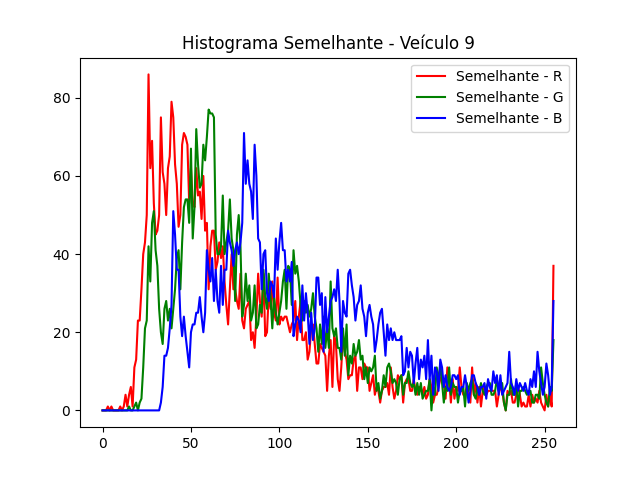 Histograma Semelhante - Veículo 9
Semelhante - R
Semelhante - G
Semelhante - B
80
60
40
20
0
0 50 100 150 200 250